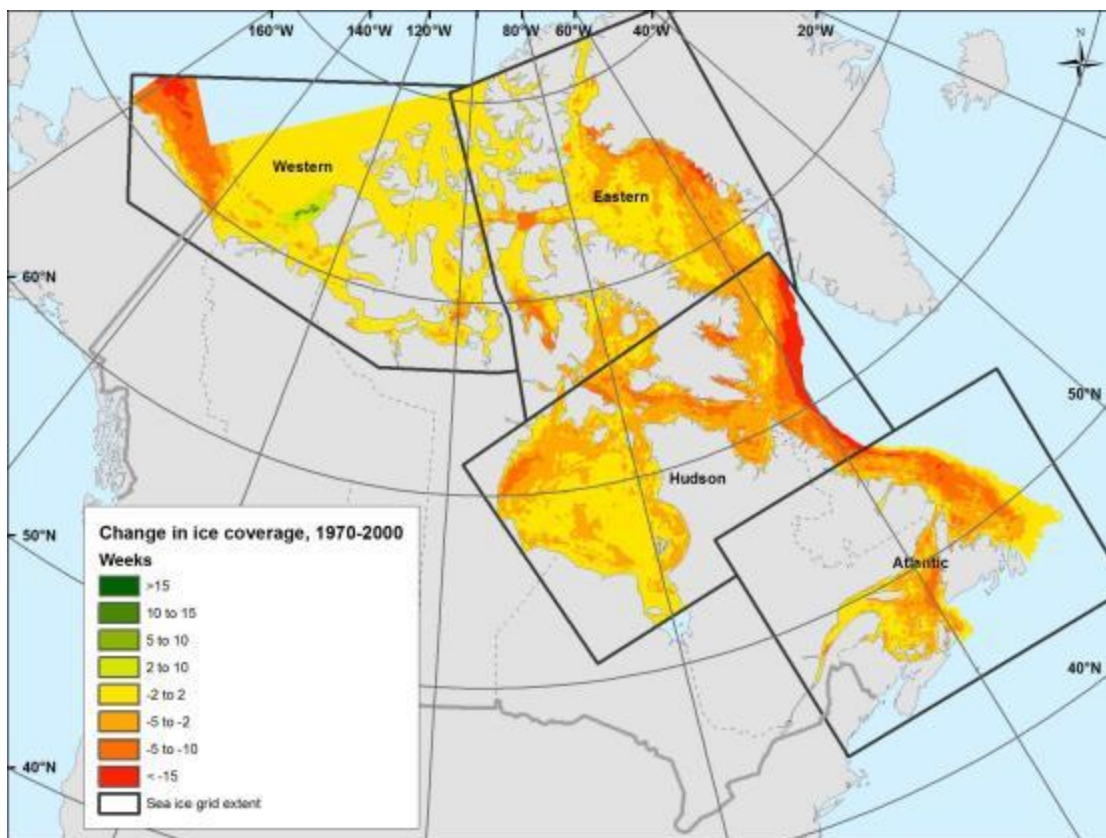 160°W 140°W 120°W 80°W 60°W 40°W 20°W
N
Western
Eastern
60°N
50°N
Hudson
50°N
Change in ice coverage, 1970-2000
Weeks
>15
10 to 15
5 to 10
2 to 10
-2 to 2
-5 to -2
-5 to -10
< -15
Sea ice grid extent
Atlantic
40°N
40°N